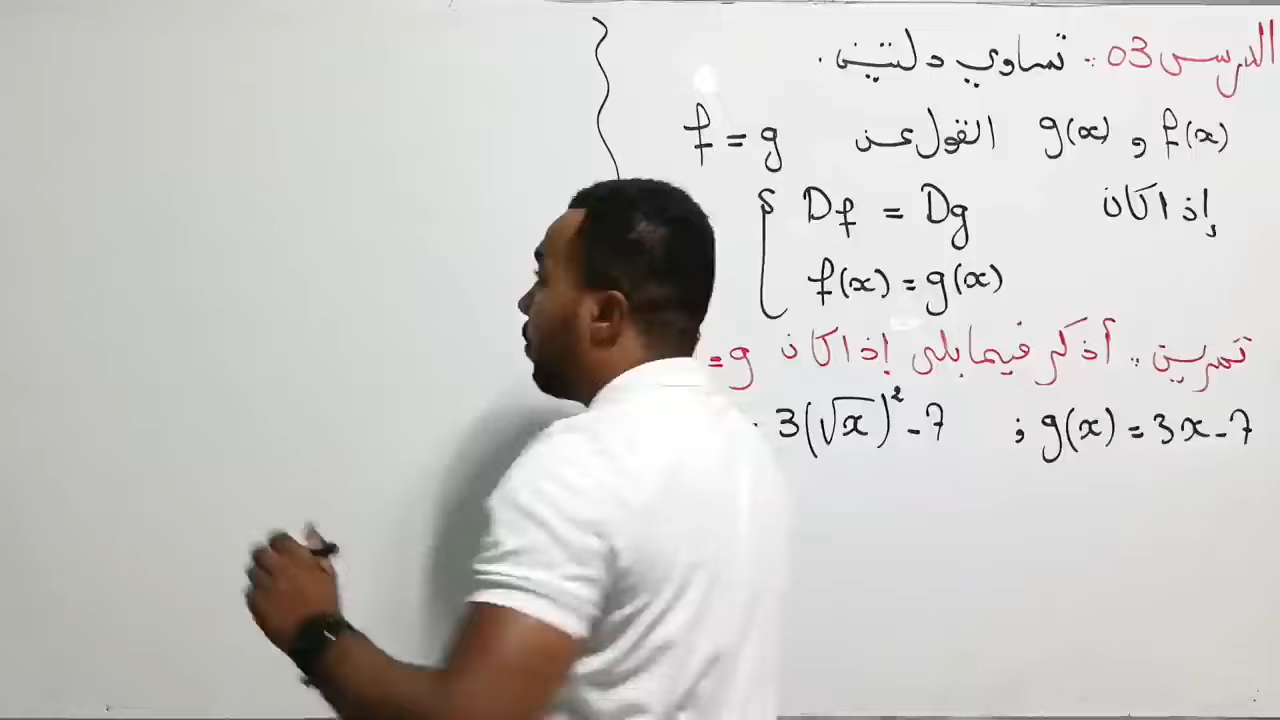 الدرس 03 : تساوي دلتين .
f(x) و g(x) القول عن f = g
إذا كان { Df = Dg
f(x) = g(x)
تمرين : أذكر فيما يلي إذا كان = g
g(x) = 3x - 7 ; 3(√x)² - 7